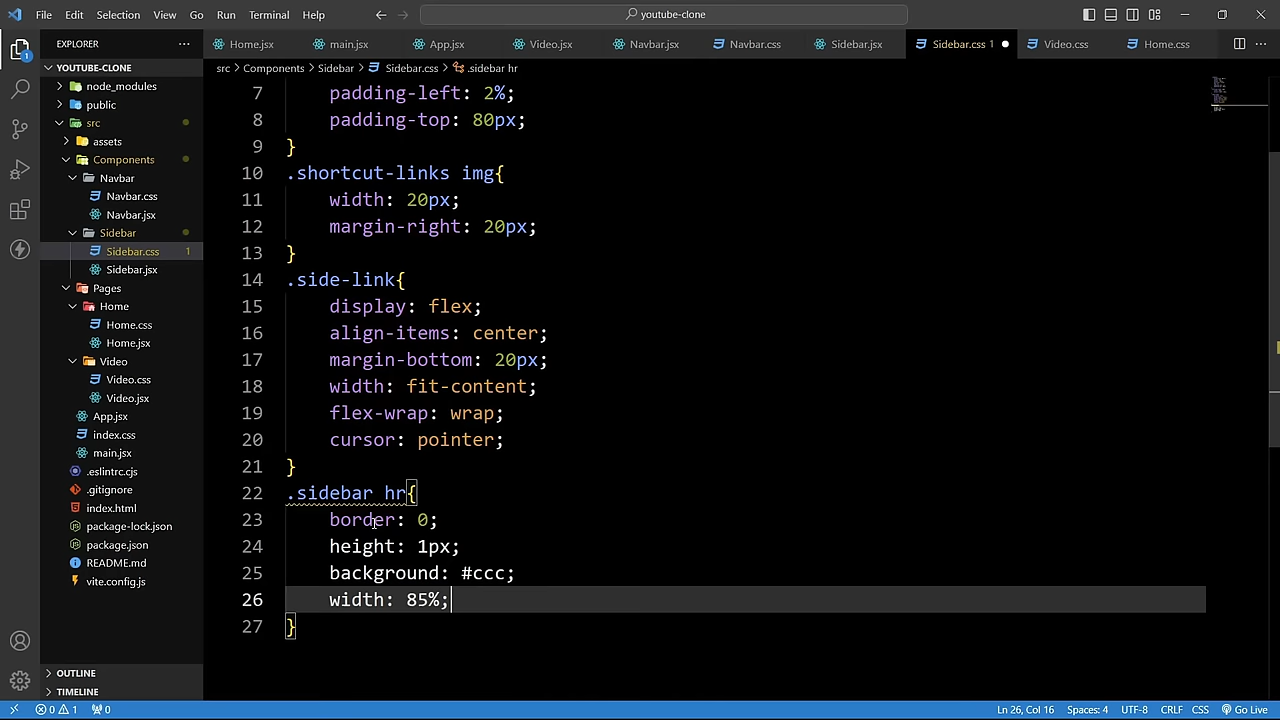 File Edit Selection View Go Run Terminal Help
youtube-clone
EXPLORER
Home.jsx main.jsx App.jsx Video.jsx Navbar.jsx Navbar.css Sidebar.jsx Sidebar.css 1 Video.css Home.css
YOUTUBE-CLONE
src > Components > Sidebar > Sidebar.css > .sidebar hr
node_modules
public
src
assets
Components
Navbar
Navbar.css
Navbar.jsx
Sidebar
Sidebar.css 1
Sidebar.jsx
Pages
Home
Home.css
Home.jsx
Video
Video.css
Video.jsx
App.jsx
index.css
main.jsx
.eslintrc.cjs
.gitignore
index.html
package-lock.json
package.json
README.md
vite.config.js
OUTLINE
TIMELINE
7 padding-left: 2%;
8 padding-top: 80px;
9 }
10 .shortcut-links img{
11 width: 20px;
12 margin-right: 20px;
13 }
14 .side-link{
15 display: flex;
16 align-items: center;
17 margin-bottom: 20px;
18 width: fit-content;
19 flex-wrap: wrap;
20 cursor: pointer;
21 }
22 .sidebar hr{
23 border: 0;
24 height: 1px;
25 background: #ccc;
26 width: 85%;
27 }
0 1 0 Ln 26, Col 16 Spaces: 4 UTF-8 CRLF CSS Go Live
1